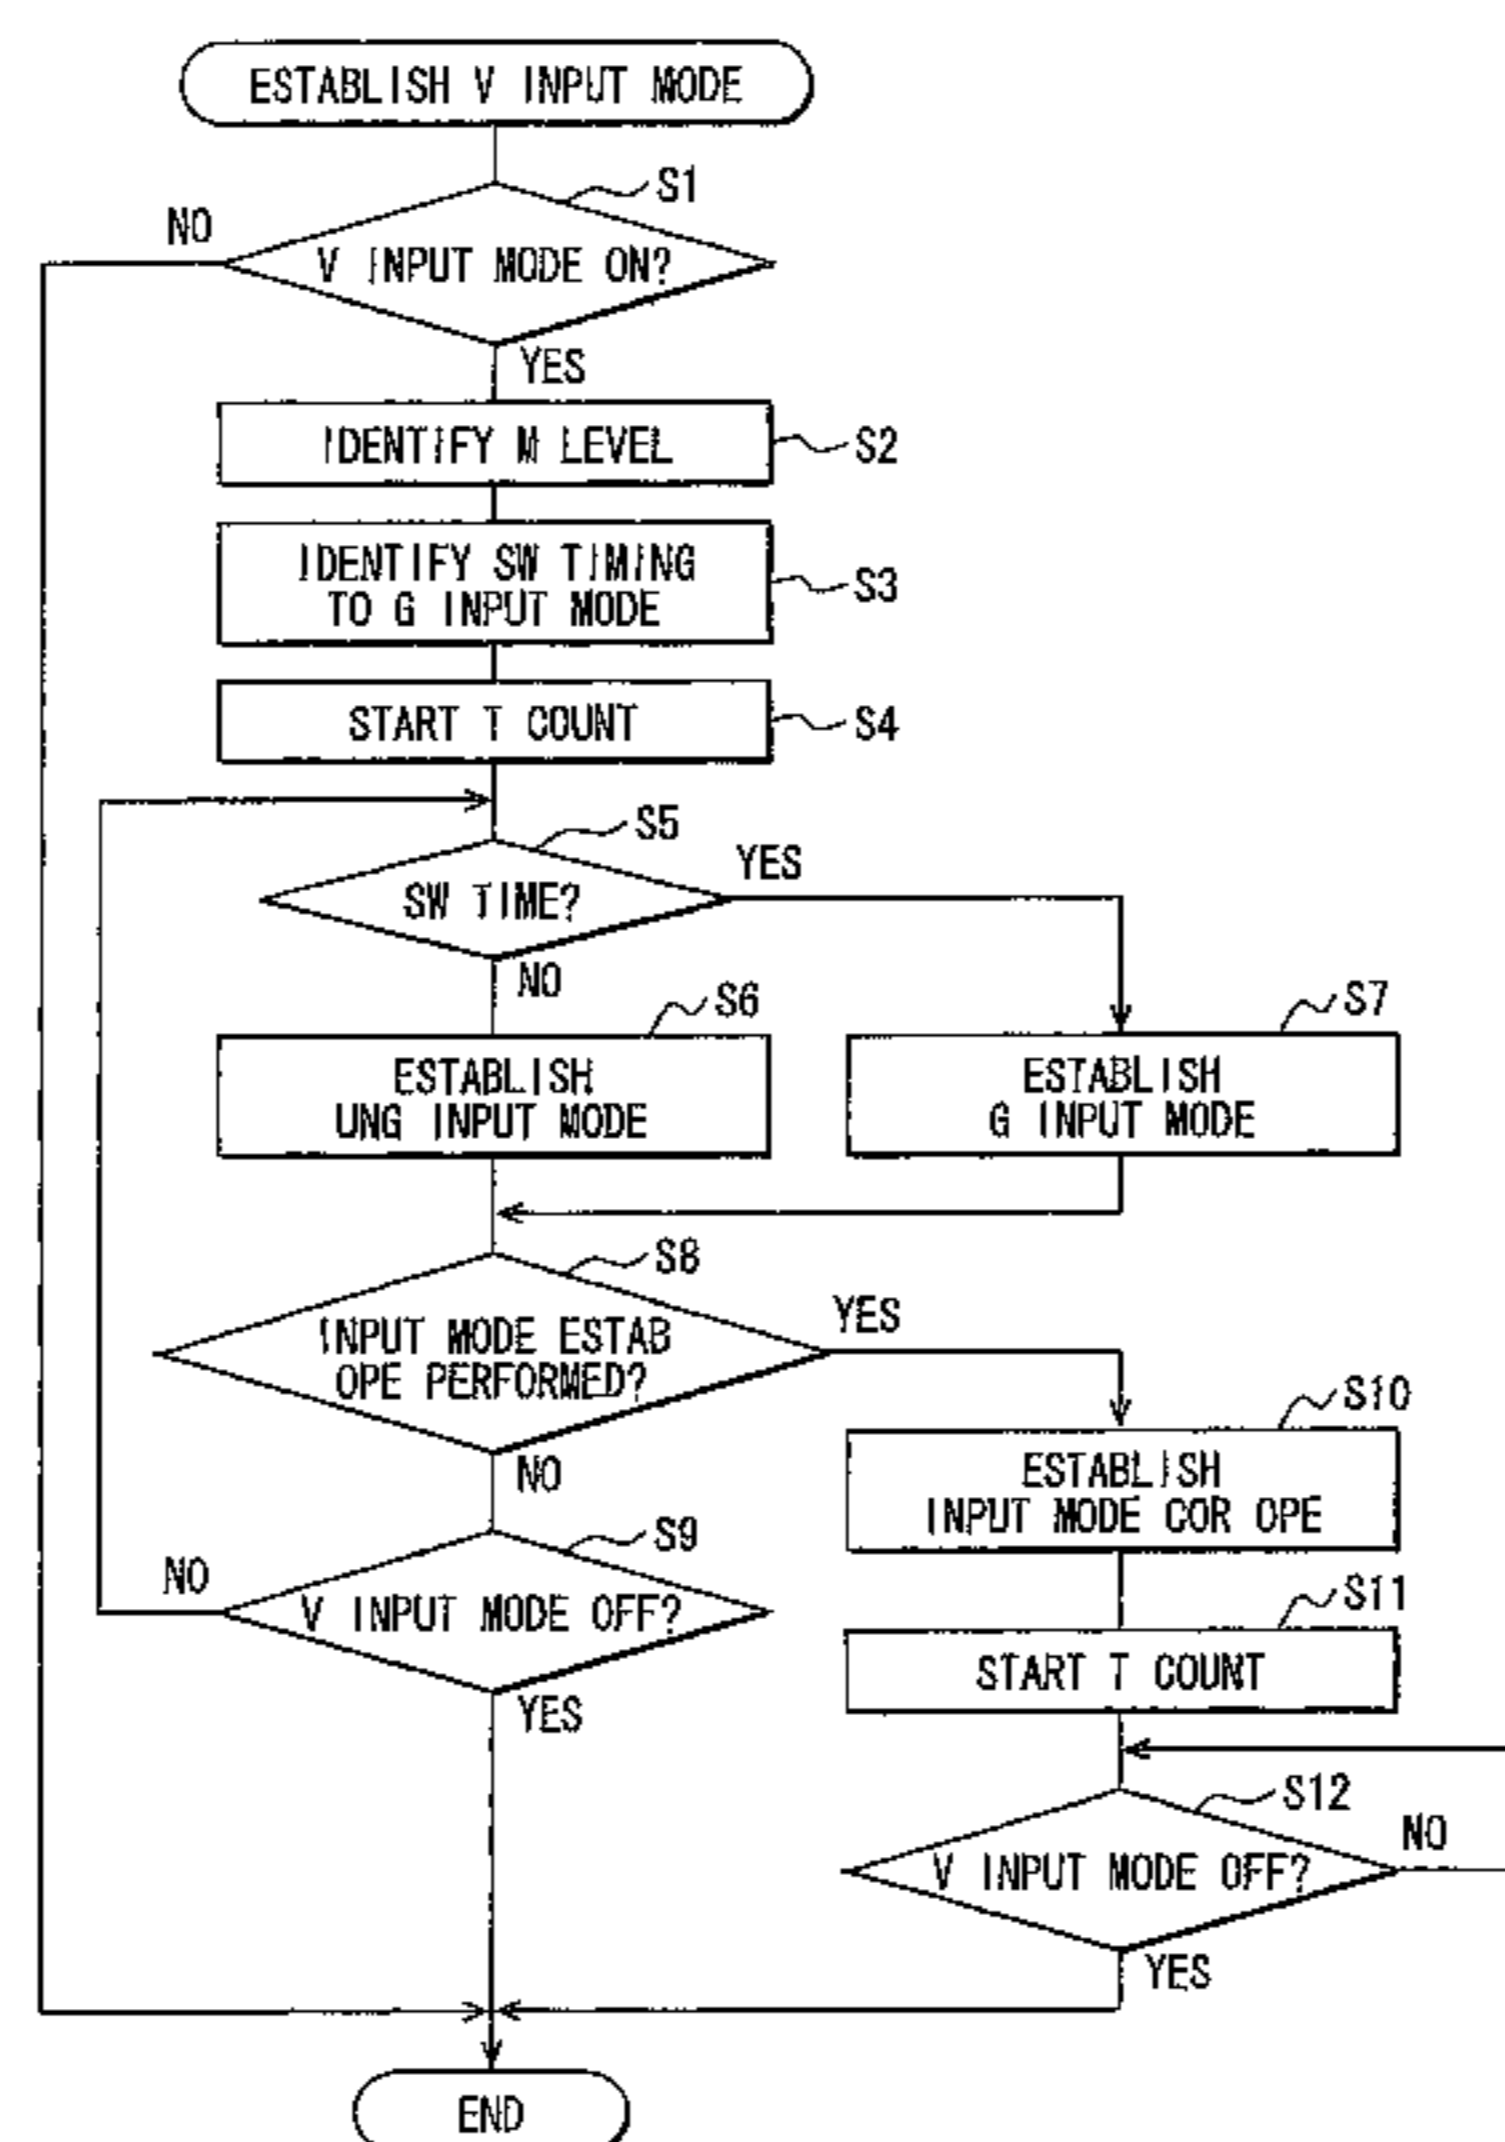 ESTABLISH V INPUT MODE
S1
NO
V INPUT MODE ON?
YES
IDENTIFY M LEVEL
S2
IDENTIFY SW TIMING
TO G INPUT MODE
S3
START T COUNT
S4
S5
SW TIME?
YES
NO
S6
ESTABLISH
UNG INPUT MODE
S7
ESTABLISH
G INPUT MODE
S8
INPUT MODE ESTAB
OPE PERFORMED?
YES
NO
S10
ESTABLISH
INPUT MODE COR OPE
S9
NO
V INPUT MODE OFF?
YES
S11
START T COUNT
S12
V INPUT MODE OFF?
NO
YES
END